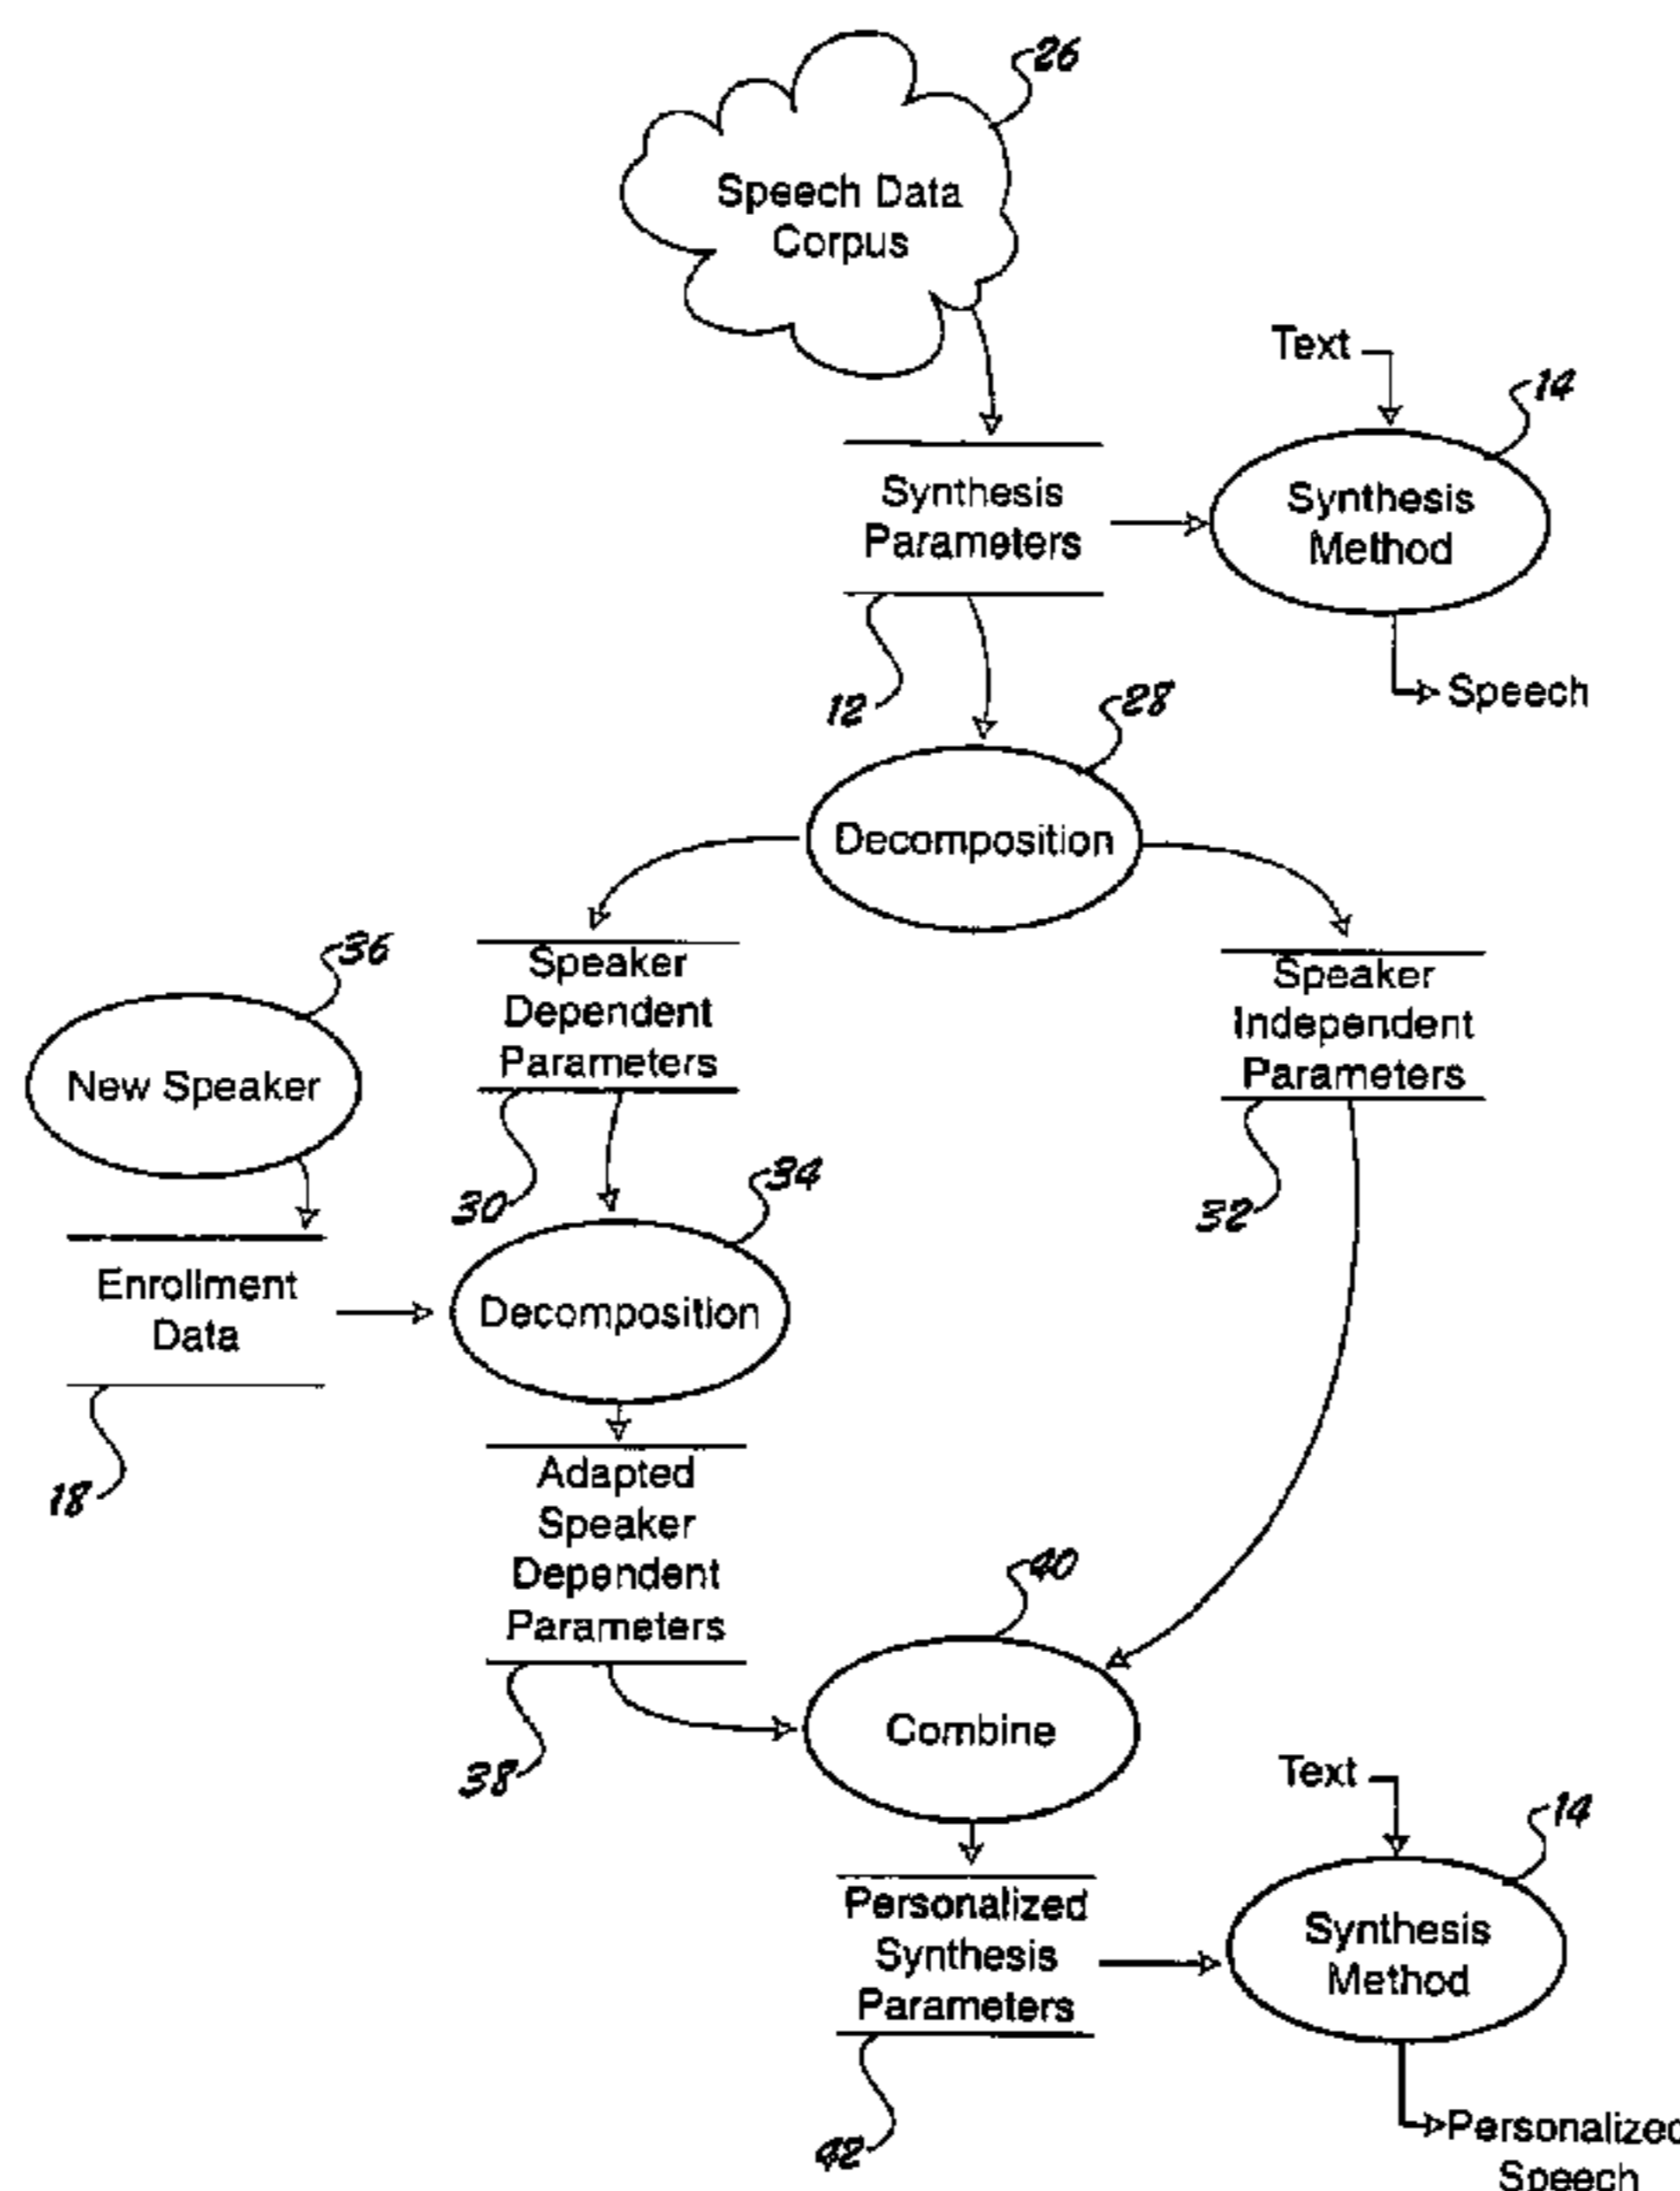 26
Speech Data
Corpus
Text
14
Synthesis
Parameters
Synthesis
Method
12
Speech
28
Decomposition
36
Speaker
Dependent
Parameters
Speaker
Independent
Parameters
New Speaker
30
34
32
Enrollment
Data
Decomposition
18
Adapted
Speaker
Dependent
Parameters
40
38
Combine
Text
14
Personalized
Synthesis
Parameters
Synthesis
Method
42
Personalized
Speech